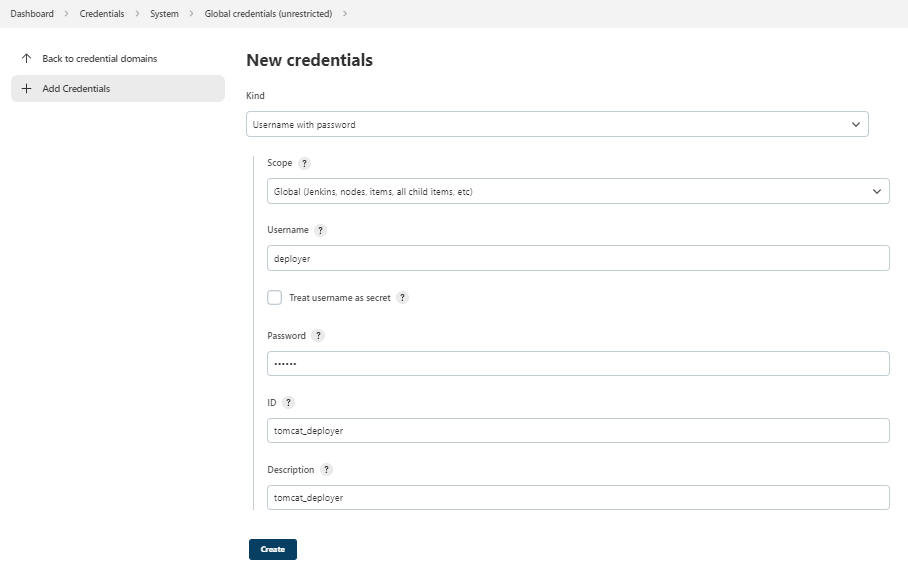 Dashboard > Credentials > System > Global credentials (unrestricted) >
Back to credential domains
Add Credentials
New credentials
Kind
Username with password
Scope ?
Global (Jenkins, nodes, items, all child items, etc)
Username ?
deployer
Treat username as secret ?
Password ?
••••••
ID ?
tomcat_deployer
Description ?
tomcat_deployer
Create